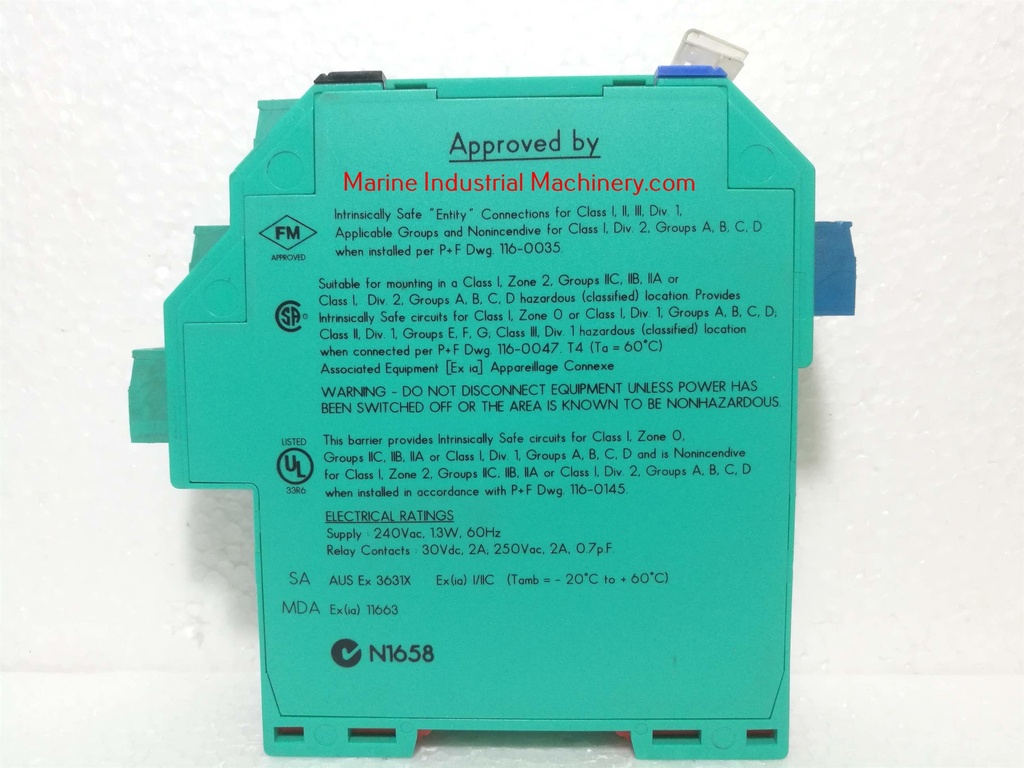 Approved by
Marine Industrial Machinery.com
Intrinsically Safe "Entity" Connections for Class I, II, III, Div. 1,
Applicable Groups and Nonincendive for Class I, Div. 2, Groups A, B, C, D
when installed per P+F Dwg. 116-0035.
FM
APPROVED
Suitable for mounting in a Class I, Zone 2, Groups IIC, IIB, IIA or
Class I, Div. 2, Groups A, B, C, D hazardous (classified) location. Provides
Intrinsically Safe circuits for Class I, Zone 0 or Class I, Div. 1, Groups A, B, C, D;
Class II, Div. 1, Groups E, F, G; Class III, Div. 1 hazardous (classified) location
when connected per P+F Dwg. 116-0047. T4 (Ta = 60°C)
Associated Equipment [Ex ia] Appareillage Connexe
SA ®
WARNING - DO NOT DISCONNECT EQUIPMENT UNLESS POWER HAS
BEEN SWITCHED OFF OR THE AREA IS KNOWN TO BE NONHAZARDOUS.
LISTED
UL
33R6
This barrier provides Intrinsically Safe circuits for Class I, Zone 0,
Groups IIC, IIB, IIA or Class I, Div. 1, Groups A, B, C, D and is Nonincendive
for Class I, Zone 2, Groups IIC, IIB, IIA or Class I, Div. 2, Groups A, B, C, D
when installed in accordance with P+F Dwg. 116-0145.
ELECTRICAL RATINGS
Supply : 240Vac, 1.3W, 60Hz
Relay Contacts : 30Vdc, 2A; 250Vac, 2A, 0.7p.F.
SA AUS Ex 3631X Ex(ia) I/IIC (Tamb = - 20°C to + 60°C)
MDA Ex(ia) 11663
N1658